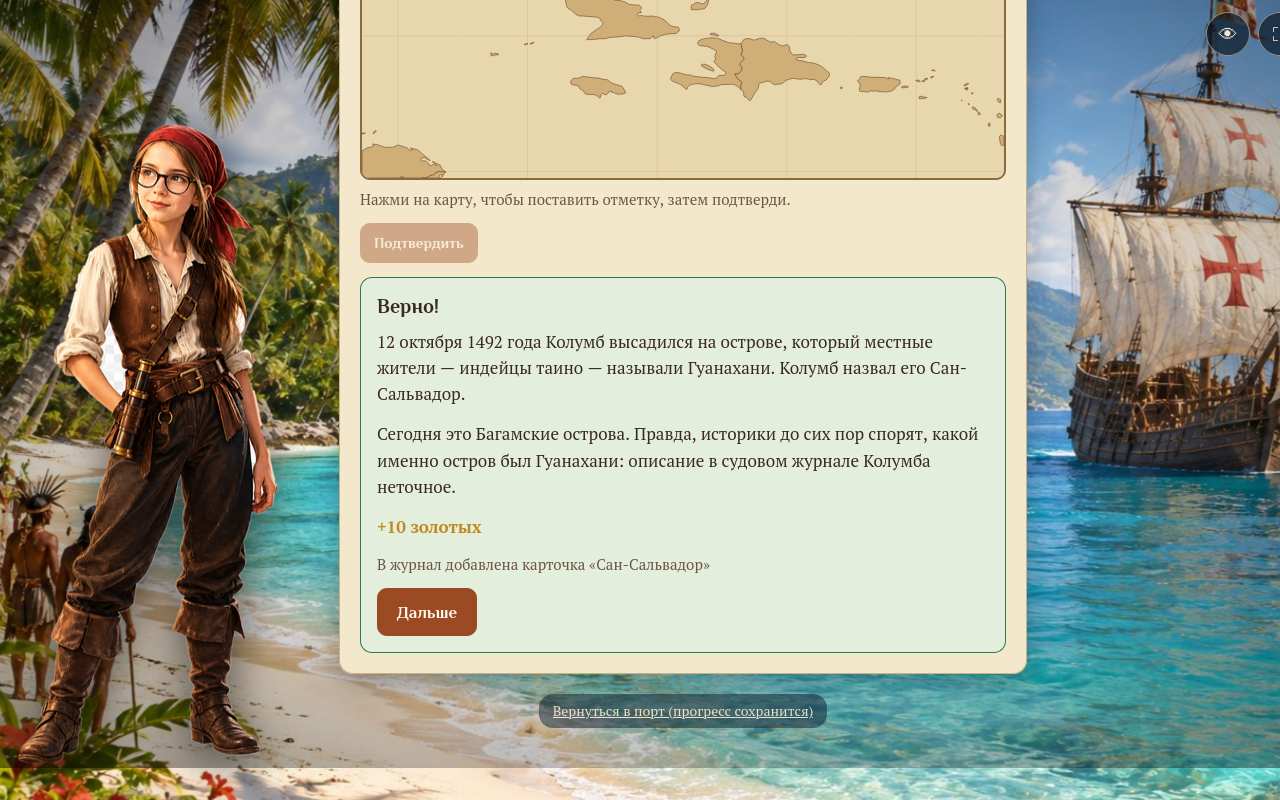 Нажми на карту, чтобы поставить отметку, затем подтверди.
Подтвердить
Верно!
12 октября 1492 года Колумб высадился на острове, который местные
жители — индейцы таино — называли Гуанахани. Колумб назвал его Сан-
Сальвадор.
Сегодня это Багамские острова. Правда, историки до сих пор спорят, какой
именно остров был Гуанахани: описание в судовом журнале Колумба
неточное.
+10 золотых
В журнал добавлена карточка «Сан-Сальвадор»
Дальше
Вернуться в порт (прогресс сохранится)